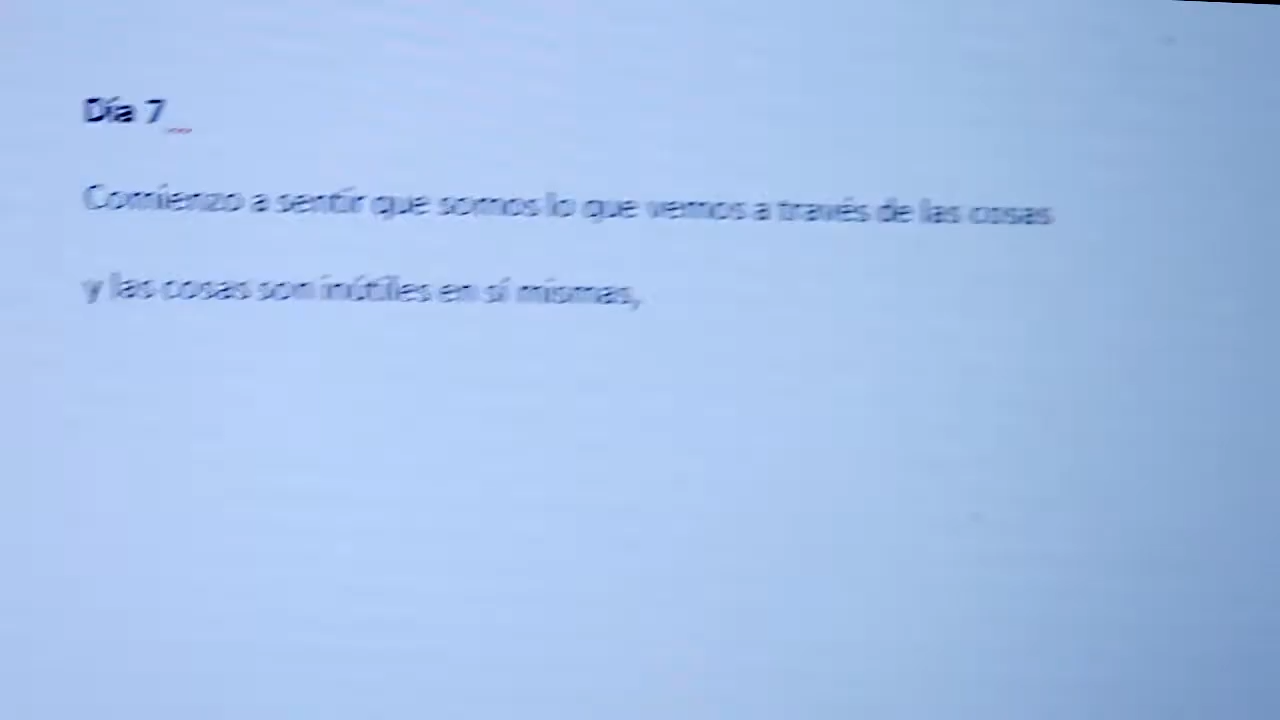 Día 7
Comienzo a sentir que somos lo que vemos a través de las cosas
y las cosas son inútiles en sí mismas,